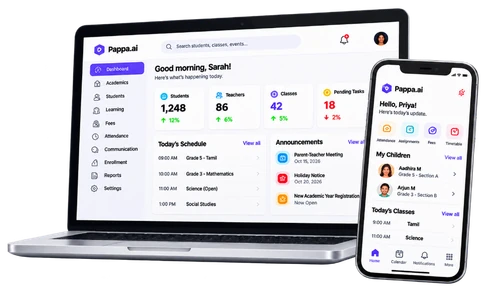 Pappa.ai
Search students, classes, events...
Dashboard
Academics
Students
Learning
Fees
Attendance
Communication
Enrollment
Reports
Settings
Good morning, Sarah!
Here's what's happening today.
Students
1,248
↑ 12%
Teachers
86
↑ 6%
Classes
42
↑ 5%
Pending Tasks
18
↓ 2%
Today's Schedule View all
09:00 AM Grade 5 - Tamil
10:00 AM Grade 3 - Mathematics
11:00 AM Science (Open)
1:00 PM Social Studies
Announcements View all
Parent-Teacher Meeting
Oct 15, 2026
Holiday Notice
Oct 20, 2026
New Academic Year Registration
Now Open
Pappa.ai
Hello, Priya!
Here's today's update.
Attendance
Assignments
Fees
Timetable
My Children View all
Aadhira M
Grade 5 - Section A
Arjun M
Grade 3 - Section B
Today's Classes View all
9:00 AM Tamil
11:00 AM Science
Home
Calendar
Notifications
More